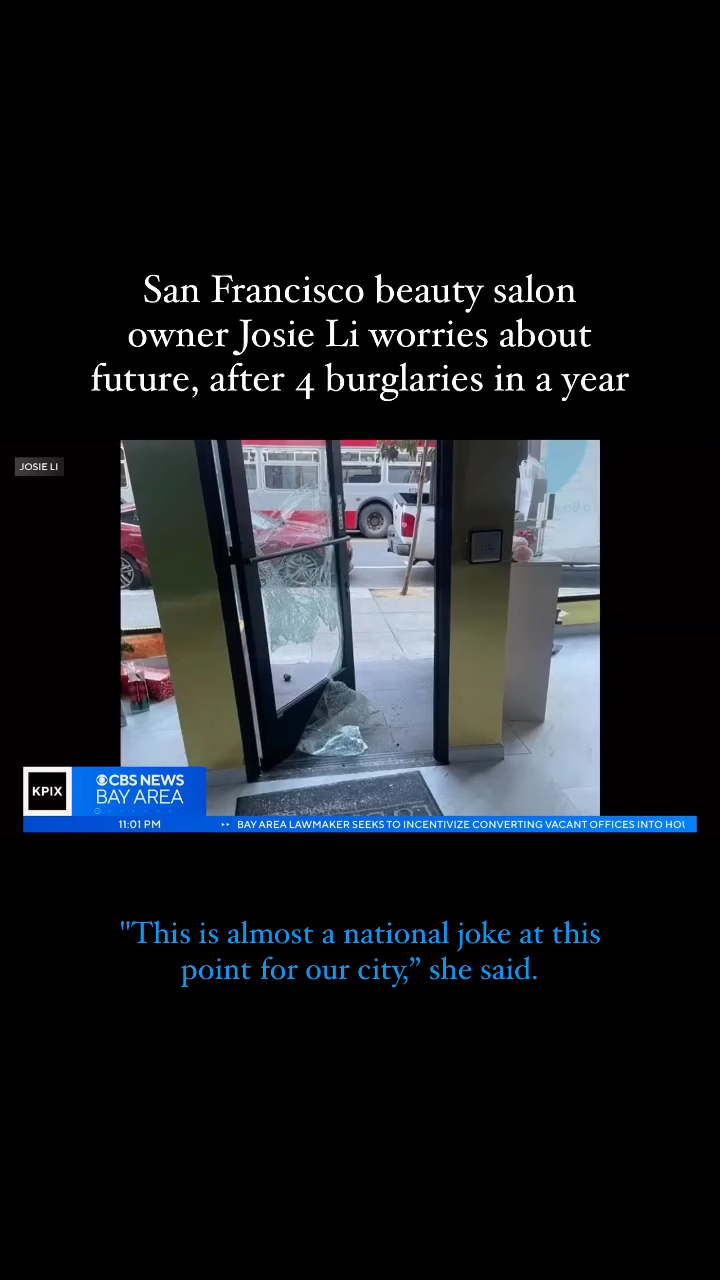 San Francisco beauty salon
owner Josie Li worries about
future, after 4 burglaries in a year
JOSIE LI
KPIX
CBS NEWS
BAY AREA
11:01 PM
BAY AREA LAWMAKER SEEKS TO INCENTIVIZE CONVERTING VACANT OFFICES INTO HOU
"This is almost a national joke at this
point for our city,” she said.